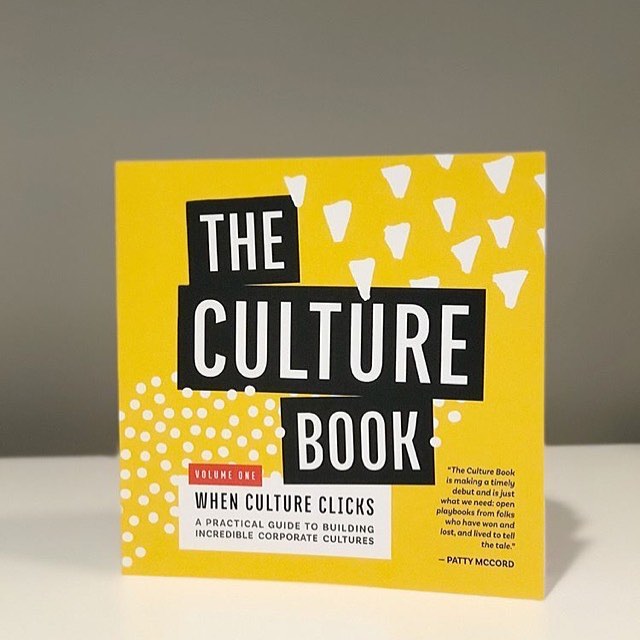 THE
CULTURE
BOOK
VOLUME ONE
WHEN CULTURE CLICKS
A PRACTICAL GUIDE TO BUILDING
INCREDIBLE CORPORATE CULTURES
"The Culture Book
is making a timely
debut and is just
what we need: open
playbooks from folks
who have won and
lost, and lived to tell
the tale."
— PATTY MCCORD